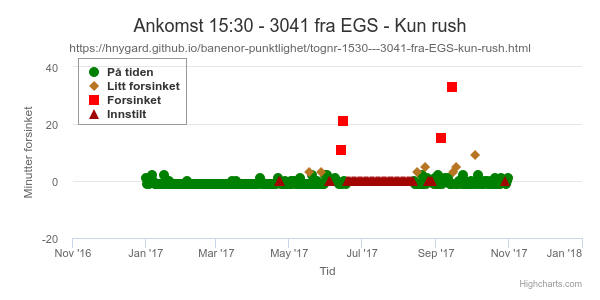 Ankomst 15:30 - 3041 fra EGS - Kun rush
https://hnygard.github.io/banenor-punktlighet/tognr-1530---3041-fra-EGS-kun-rush.html
På tiden
Litt forsinket
Forsinket
Innstilt
Minutter forsinket
40
20
0
-20
Nov '16 Jan '17 Mar '17 May '17 Jul '17 Sep '17 Nov '17 Jan '18
Tid
Highcharts.com